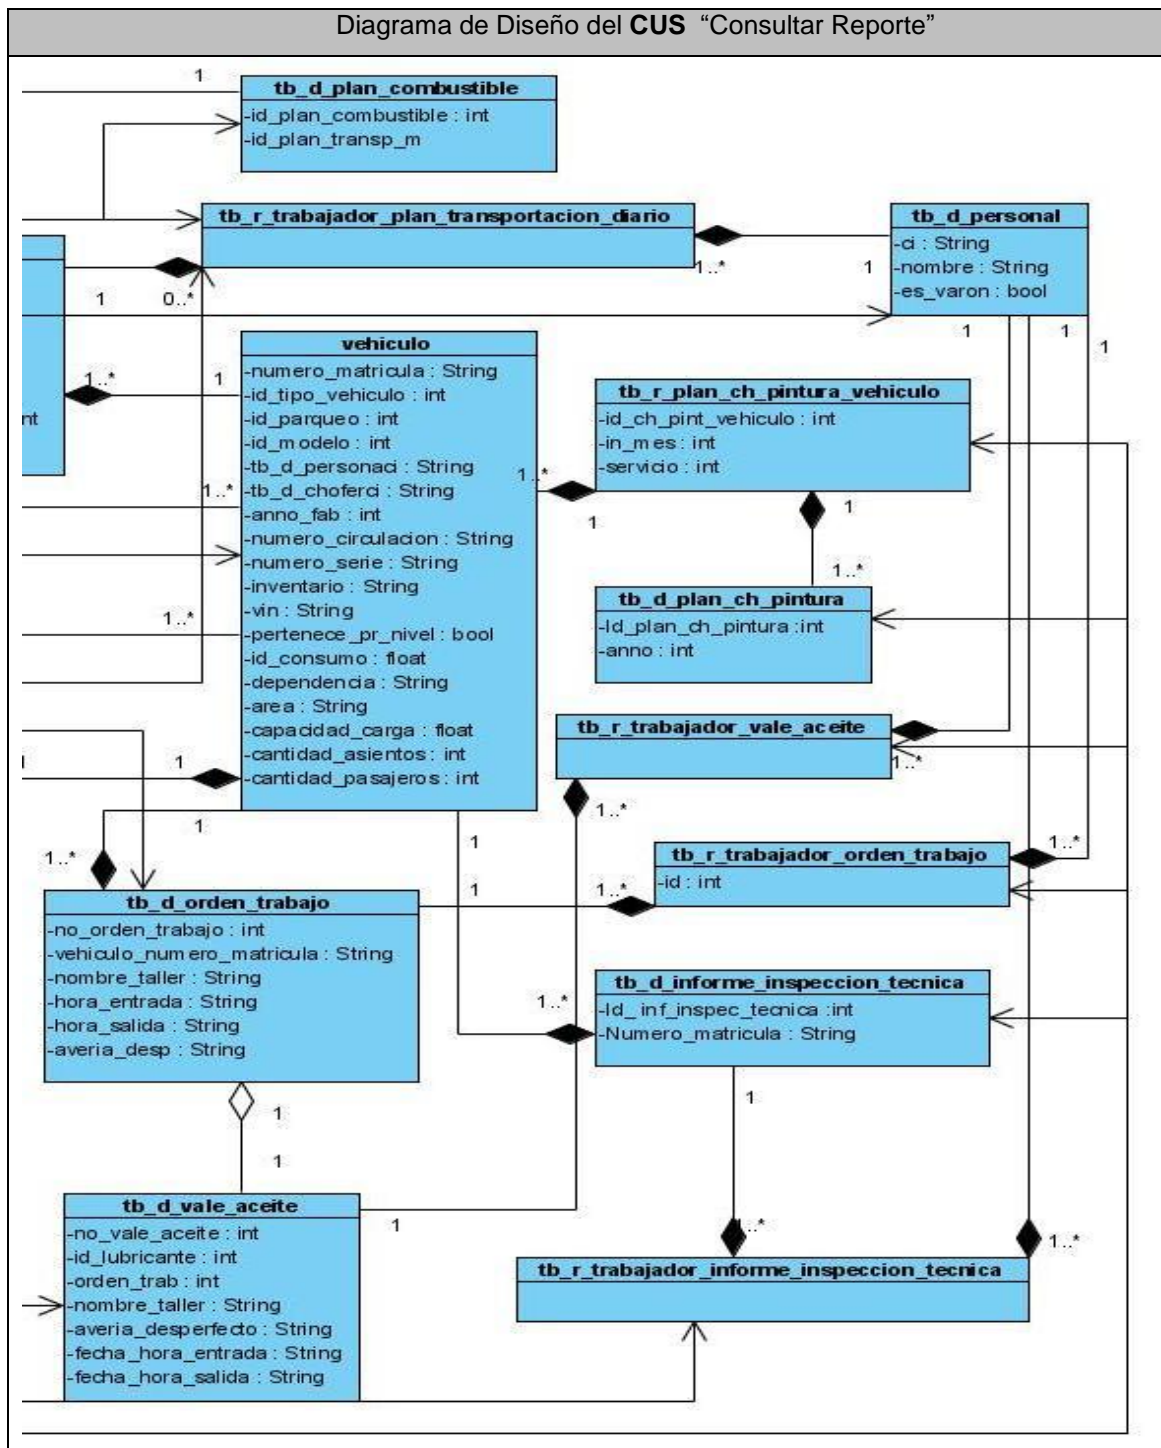 Diagrama de Diseño del CUS “Consultar Reporte”
1
tb_d_plan_combustible
-id_plan_combustible : int
-id_plan_transp_m
tb_r_trabajador_plan_transportacion_diario
1..*
0..*
tb_d_personal
-ci : String
-nombre : String
-es_varon : bool
1
1
1
1
1
nt
1..*
1
vehiculo
-numero_matricula : String
-id_tipo_vehiculo : int
-id_parqueo : int
-id_modelo : int
-tb_d_personaci : String
-tb_d_choferci : String
-anno_fab : int
-numero_circulacion : String
-numero_serie : String
-inventario : String
-vin : String
-pertenece_pr_nivel : bool
-id_consumo : float
-dependencia : String
-area : String
-capacidad_carga : float
-cantidad_asientos : int
-cantidad_pasajeros : int
1..*
1..*
1
1
1..*
1
tb_r_plan_ch_pintura_vehiculo
-id_ch_pint_vehiculo : int
-in_mes : int
-servicio : int
1
1..*
tb_d_plan_ch_pintura
-Id_plan_ch_pintura :int
-anno : int
tb_r_trabajador_vale_aceite
1..*
1..*
1
1
1..*
tb_r_trabajador_orden_trabajo
-id : int
1..*
1..*
1
tb_d_orden_trabajo
-no_orden_trabajo : int
-vehiculo_numero_matricula : String
-nombre_taller : String
-hora_entrada : String
-hora_salida : String
-averia_desp : String
1
1
tb_d_informe_inspeccion_tecnica
-Id_ inf_inspec_tecnica :int
-Numero_matricula : String
1..*
1
1..*
1..*
tb_d_vale_aceite
-no_vale_aceite : int
-id_lubricante : int
-orden_trab : int
-nombre_taller : String
-averia_desperfecto : String
-fecha_hora_entrada : String
-fecha_hora_salida : String
1
tb_r_trabajador_informe_inspeccion_tecnica